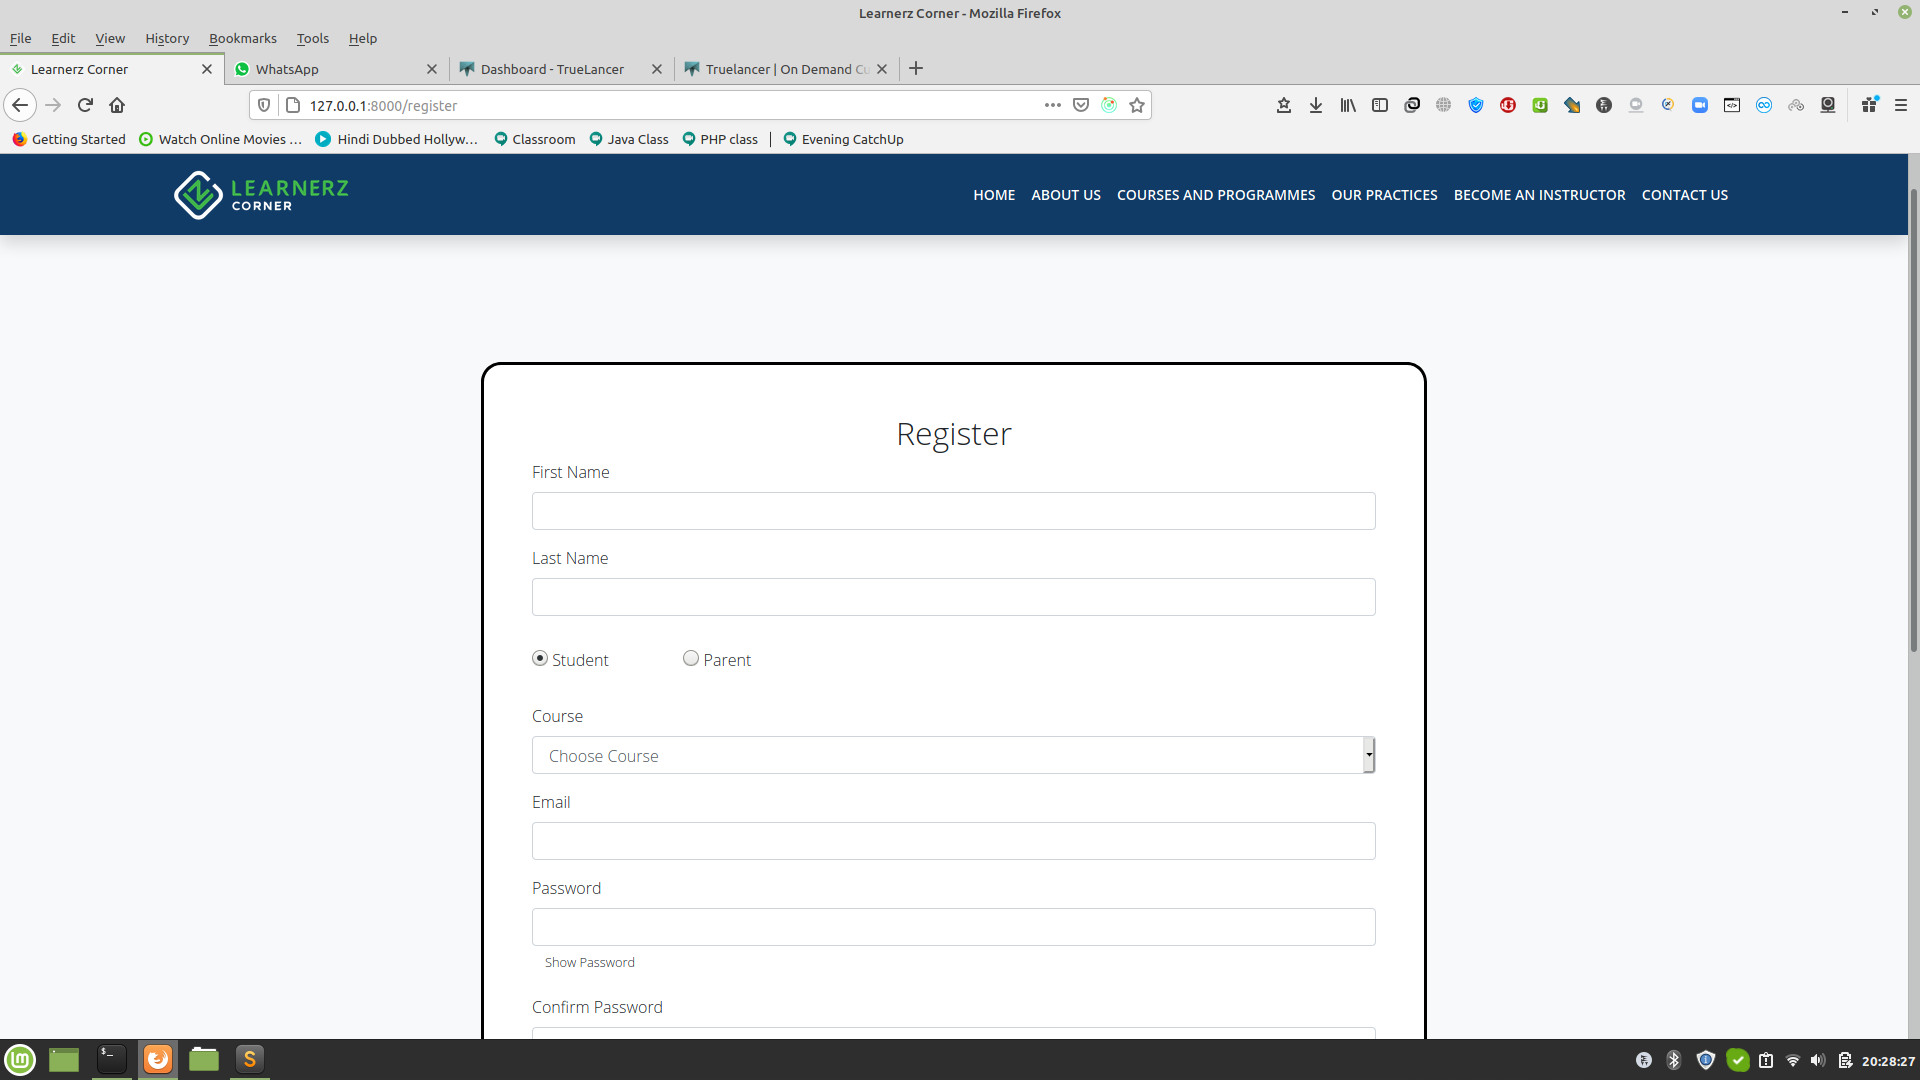 Learnerz Corner - Mozilla Firefox
File Edit View History Bookmarks Tools Help
Learnerz Corner WhatsApp Dashboard - TrueLancer Truelancer | On Demand Cu
127.0.0.1:8000/register
Getting Started Watch Online Movies ... Hindi Dubbed Hollyw... Classroom Java Class PHP class Evening CatchUp
LEARNERZ
CORNER
HOME ABOUT US COURSES AND PROGRAMMES OUR PRACTICES BECOME AN INSTRUCTOR CONTACT US
Register
First Name
Last Name
Student Parent
Course
Choose Course
Email
Password
Show Password
Confirm Password
20:28:27